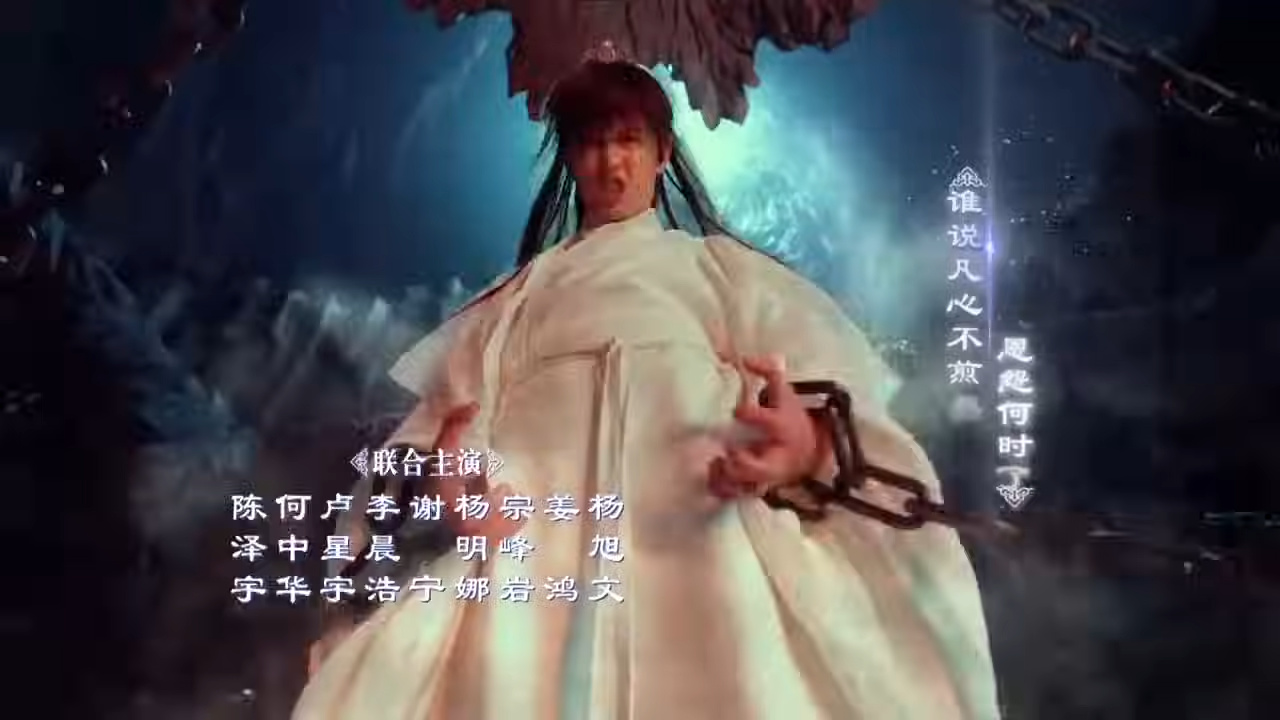 谁说凡心不煎
恩怨何时了
联合主演
陈泽宇
何中华
卢星宇
李晨浩
谢宁
杨明娜
宗峰岩
姜鸿
杨旭文